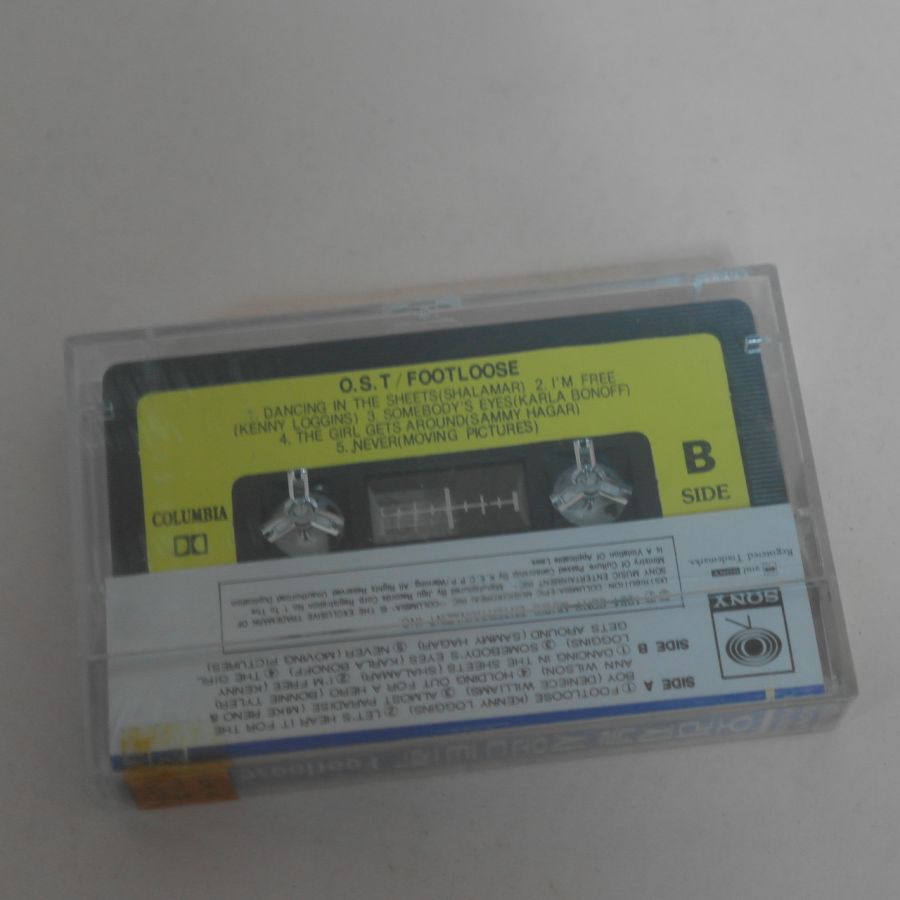 O.S.T / FOOTLOOSE
1. DANCING IN THE SHEETS(SHALAMAR) 2. I'M FREE
(KENNY LOGGINS) 3. SOMEBODY'S EYES(KARLA BONOFF)
4. THE GIRL GETS AROUND(SAMMY HAGAR)
5. NEVER(MOVING PICTURES)
B
SIDE
COLUMBIA
SONY
SIDE A
① FOOTLOOSE (KENNY LOGGINS) ② LET'S HEAR IT FOR THE
BOY (DENIECE WILLIAMS) ③ ALMOST PARADISE (MIKE RENO &
ANN WILSON) ④ HOLDING OUT FOR A HERO (BONNIE TYLER)
SIDE B
① DANCING IN THE SHEETS (SHALAMAR) ② I'M FREE (KENNY
LOGGINS) ③ SOMEBODY'S EYES (KARLA BONOFF) ④ THE GIRL
GETS AROUND (SAMMY HAGAR) ⑤ NEVER (MOVING PICTURES)
SONY MUSIC ENTERTAINMENT
Is A Violation Of Applicable Laws.
Registered Trademarks.
Footloose